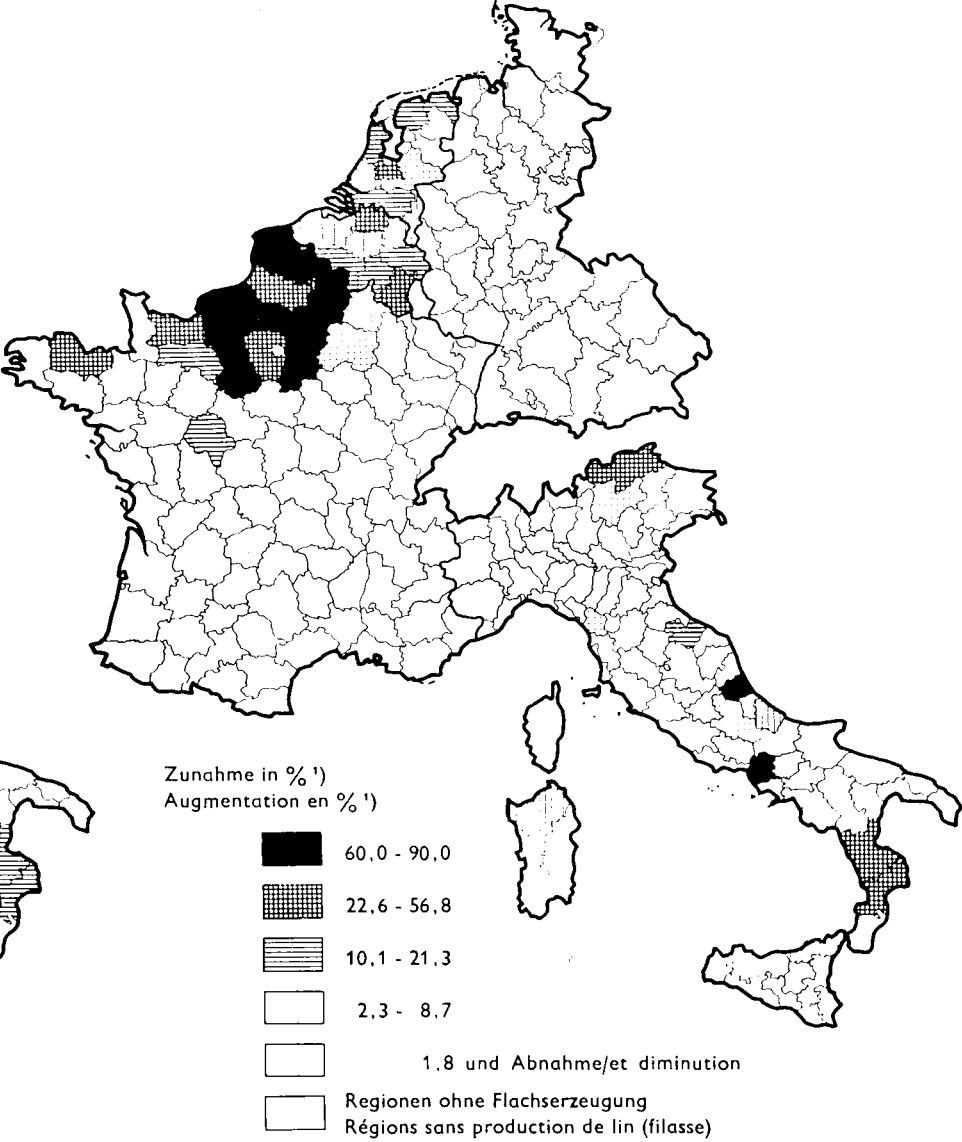 Zunahme in % ¹)
Augmentation en % ¹)
60,0 - 90,0
22,6 - 56,8
10,1 - 21,3
2,3 - 8,7
1,8 und Abnahme/et diminution
Regionen ohne Flachserzeugung
Régions sans production de lin (filasse)